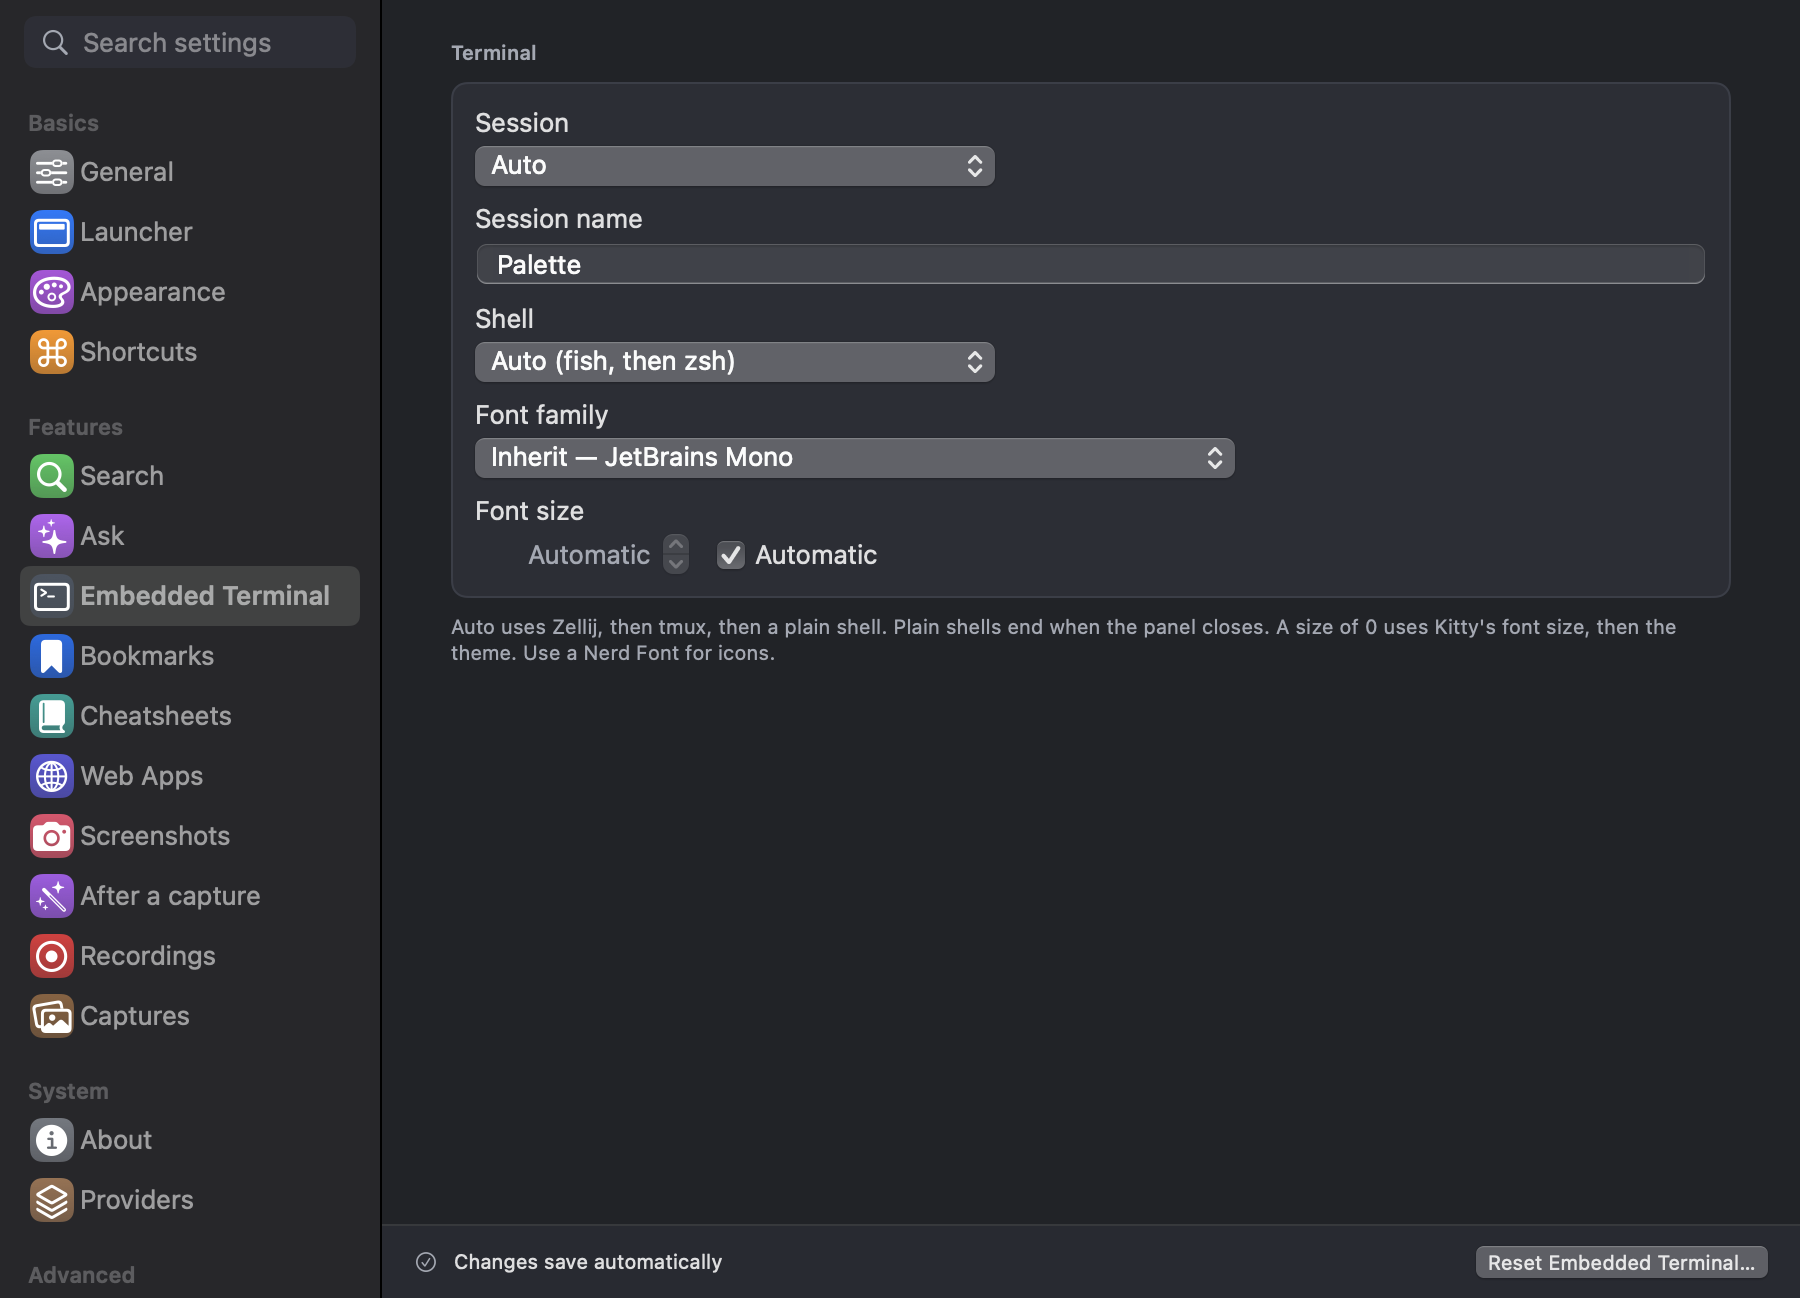 Search settings
Basics
General
Launcher
Appearance
Shortcuts
Features
Search
Ask
Embedded Terminal
Bookmarks
Cheatsheets
Web Apps
Screenshots
After a capture
Recordings
Captures
System
About
Providers
Advanced
Terminal
Session
Auto
Session name
Palette
Shell
Auto (fish, then zsh)
Font family
Inherit — JetBrains Mono
Font size
Automatic Automatic
Auto uses Zellij, then tmux, then a plain shell. Plain shells end when the panel closes. A size of 0 uses Kitty's font size, then the
theme. Use a Nerd Font for icons.
Changes save automatically
Reset Embedded Terminal...